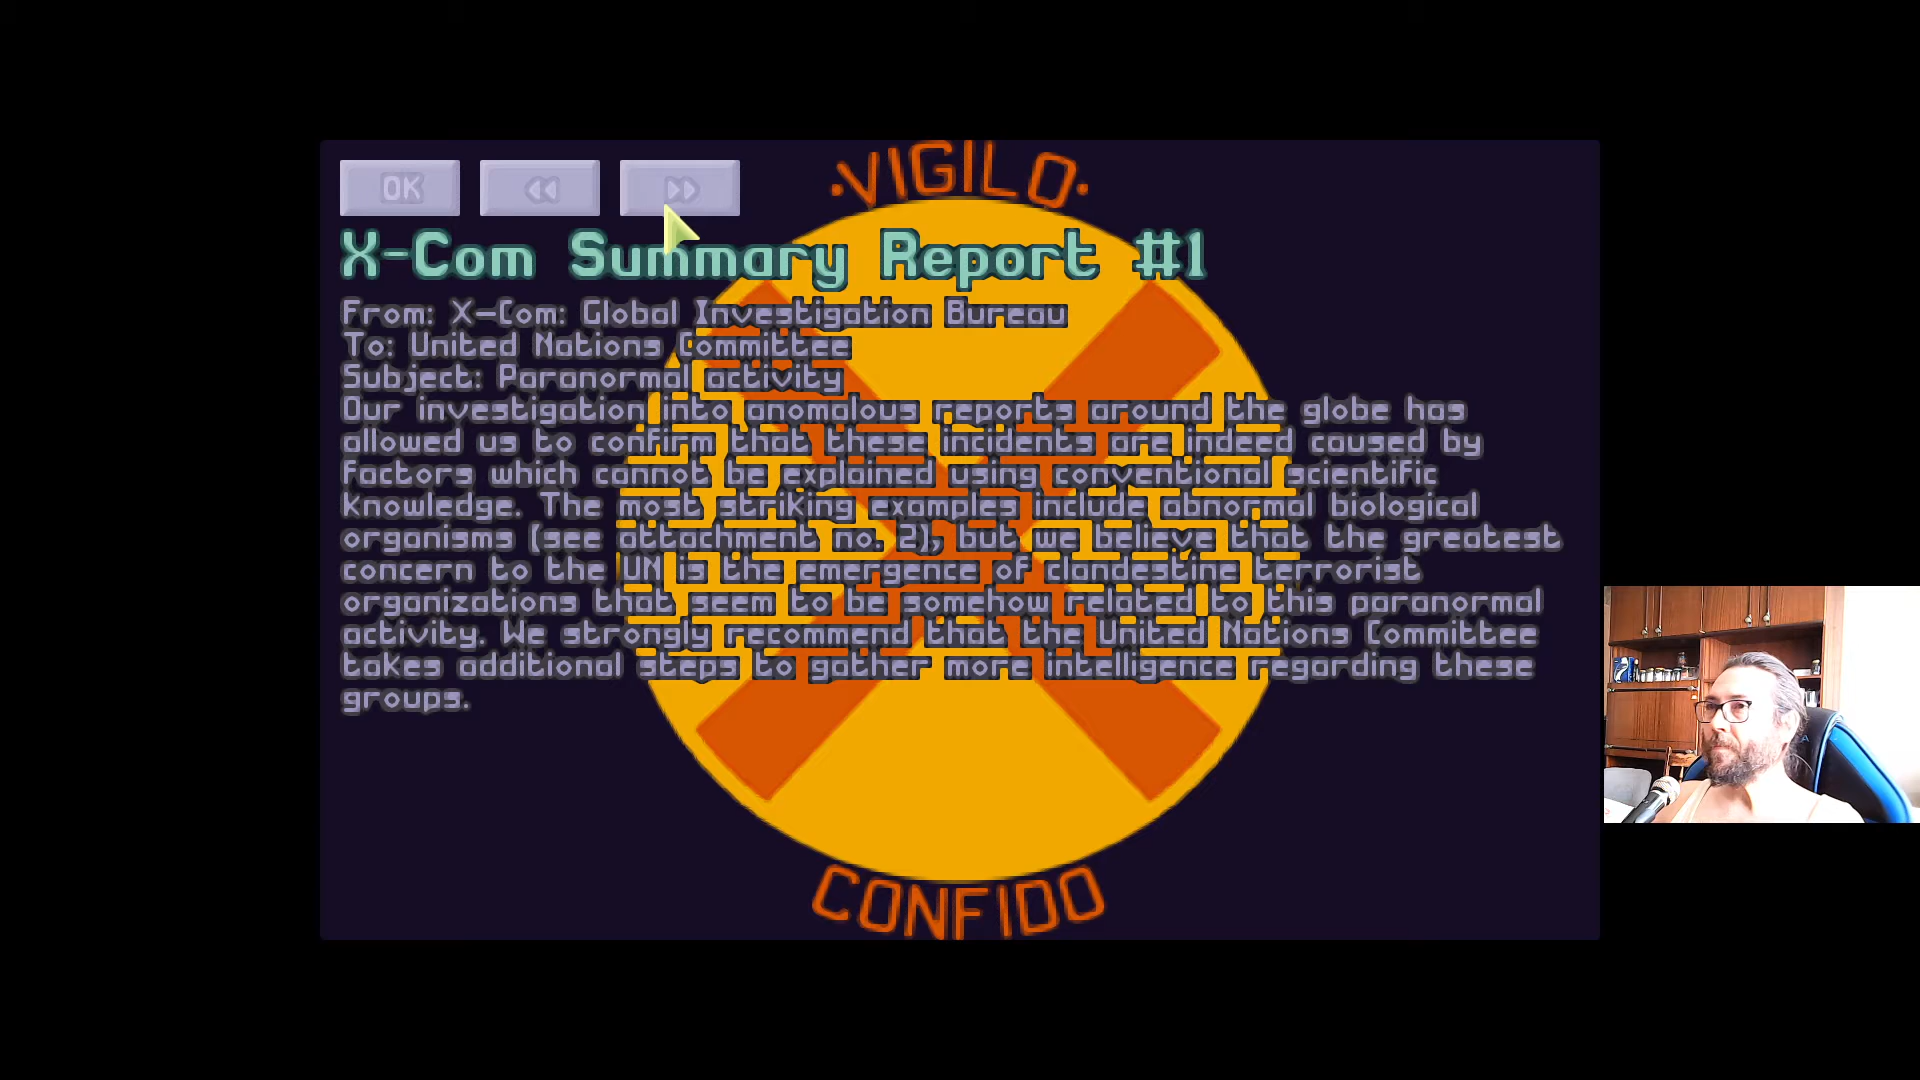 ·VIGILO·
OK
X-Com Summary Report #1
From: X-Com: Global Investigation Bureau
To: United Nations Committee
Subject: Paranormal activity
Our investigation into anomalous reports around the globe has
allowed us to confirm that these incidents are indeed caused by
factors which cannot be explained using conventional scientific
knowledge. The most striking examples include abnormal biological
organisms (see attachment no. 2), but we believe that the greatest
concern to the UN is the emergence of clandestine terrorist
organizations that seem to be somehow related to this paranormal
activity. We strongly recommend that the United Nations Committee
takes additional steps to gather more intelligence regarding these
groups.
CONFIDO